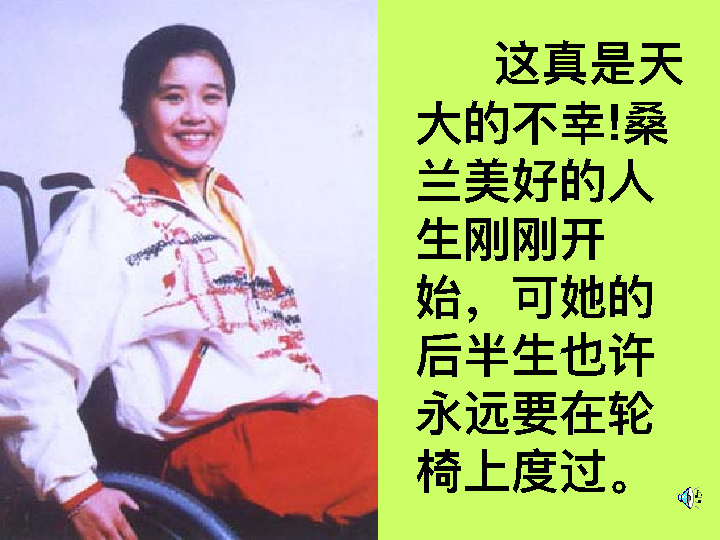 这真是天
大的不幸!桑
兰美好的人
生刚刚开
始，可她的
后半生也许
永远要在轮
椅上度过。